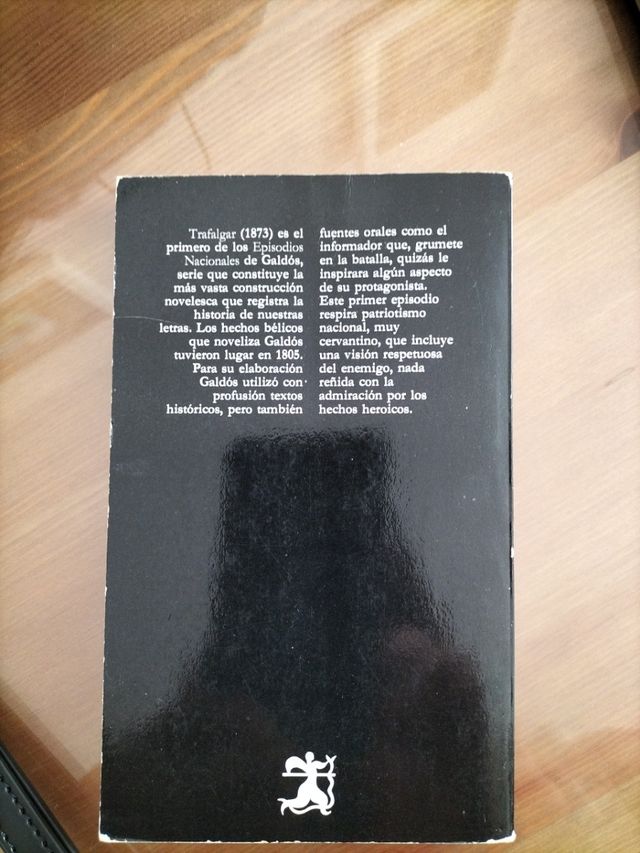 Trafalgar (1873) es el
primero de los Episodios
Nacionales de Galdós,
serie que constituye la
más vasta construcción
novelesca que registra la
historia de nuestras
letras. Los hechos bélicos
que noveliza Galdós
tuvieron lugar en 1805.
Para su elaboración
Galdós utilizó con
profusión textos
históricos, pero también
fuentes orales como el
informador que, grumete
en la batalla, quizás le
inspirara algún aspecto
de su protagonista.
Este primer episodio
respira patriotismo
nacional, muy
cervantino, que incluye
una visión respetuosa
del enemigo, nada
reñida con la
admiración por los
hechos heroicos.